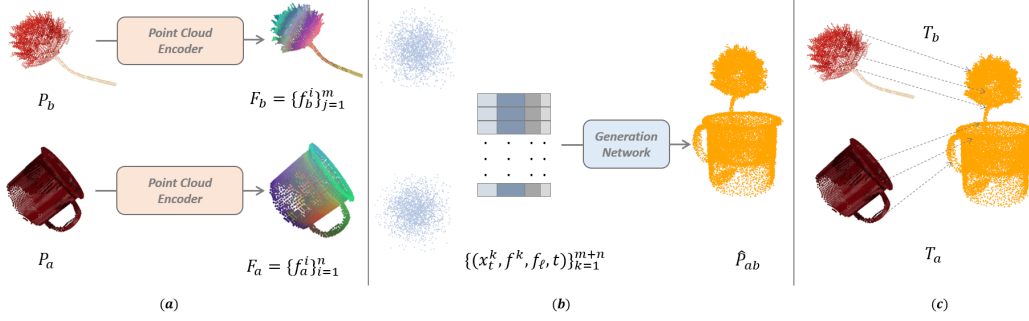 Point Cloud
Encoder
P_b
F_b = {f_b^i}_{j=1}^m
Point Cloud
Encoder
P_a
F_a = {f_a^i}_{i=1}^n
(a)
Generation
Network
{(x_t^k, f^k, f_ℓ, t)}_{k=1}^{m+n}
P̂_{ab}
(b)
T_b
T_a
(c)